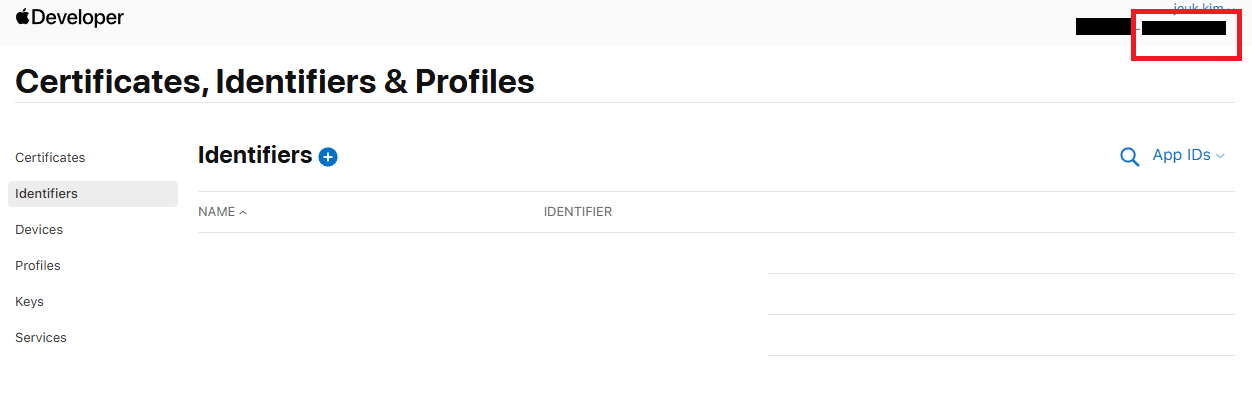 Developer
jouk kim
Certificates, Identifiers & Profiles
Certificates
Identifiers
Devices
Profiles
Keys
Services
Identifiers
App IDs
NAME IDENTIFIER